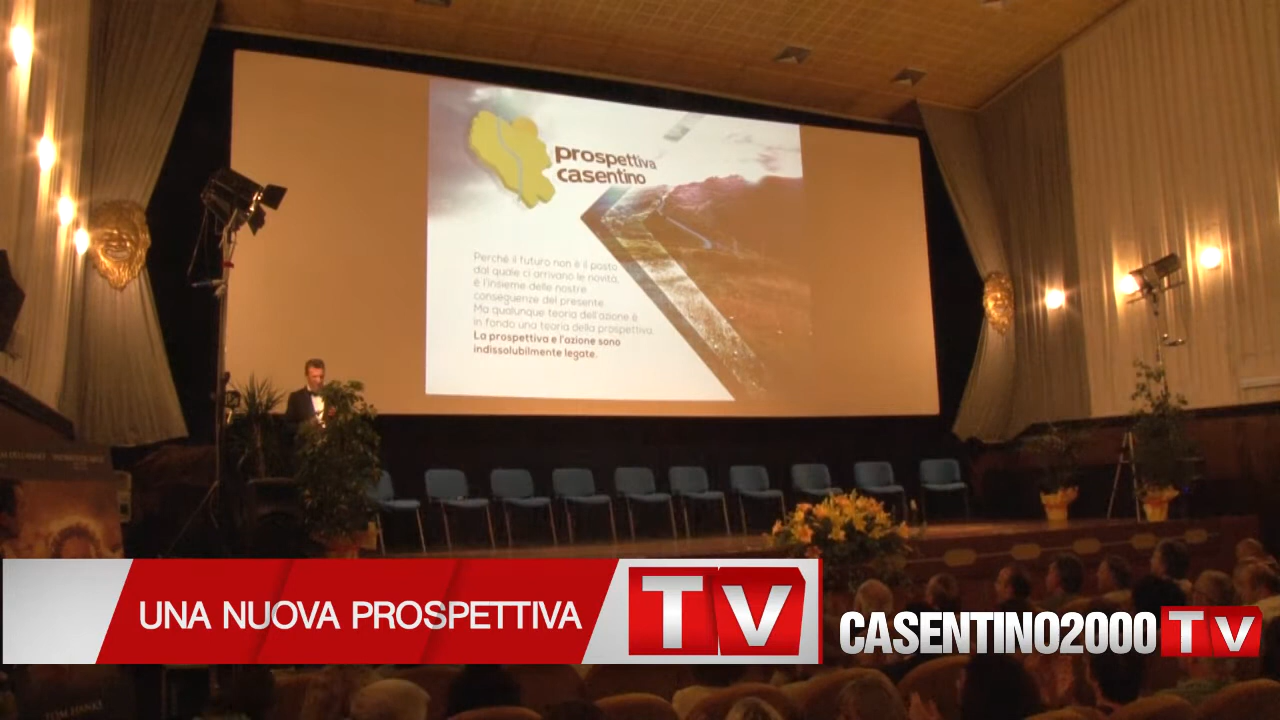 prospettiva
casentino
Perché il futuro non è il posto
dal quale ci arrivano le novità,
è l'insieme delle nostre
conseguenze del presente.
Ma qualunque teoria dell'azione è
in fondo una teoria della prospettiva.
La prospettiva e l'azione sono
indissolubilmente legate.
UNA NUOVA PROSPETTIVA
TV
CASENTINO2000 TV
TOM HANKS